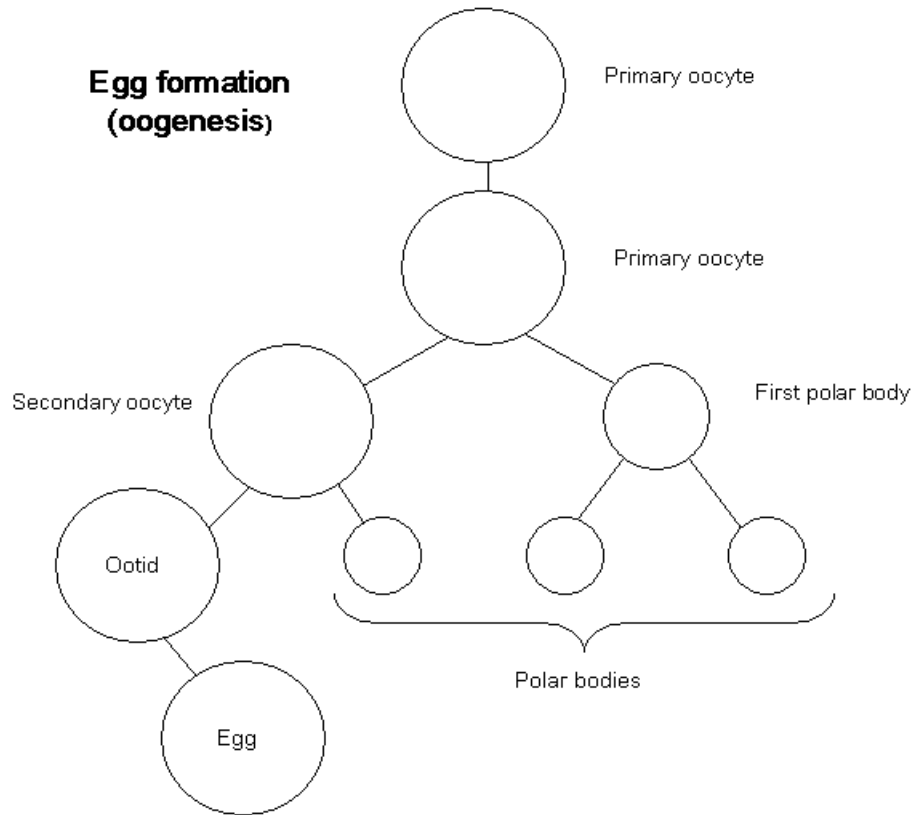 Egg formation
(oogenesis)
Primary oocyte
Primary oocyte
Secondary oocyte
First polar body
Ootid
Polar bodies
Egg